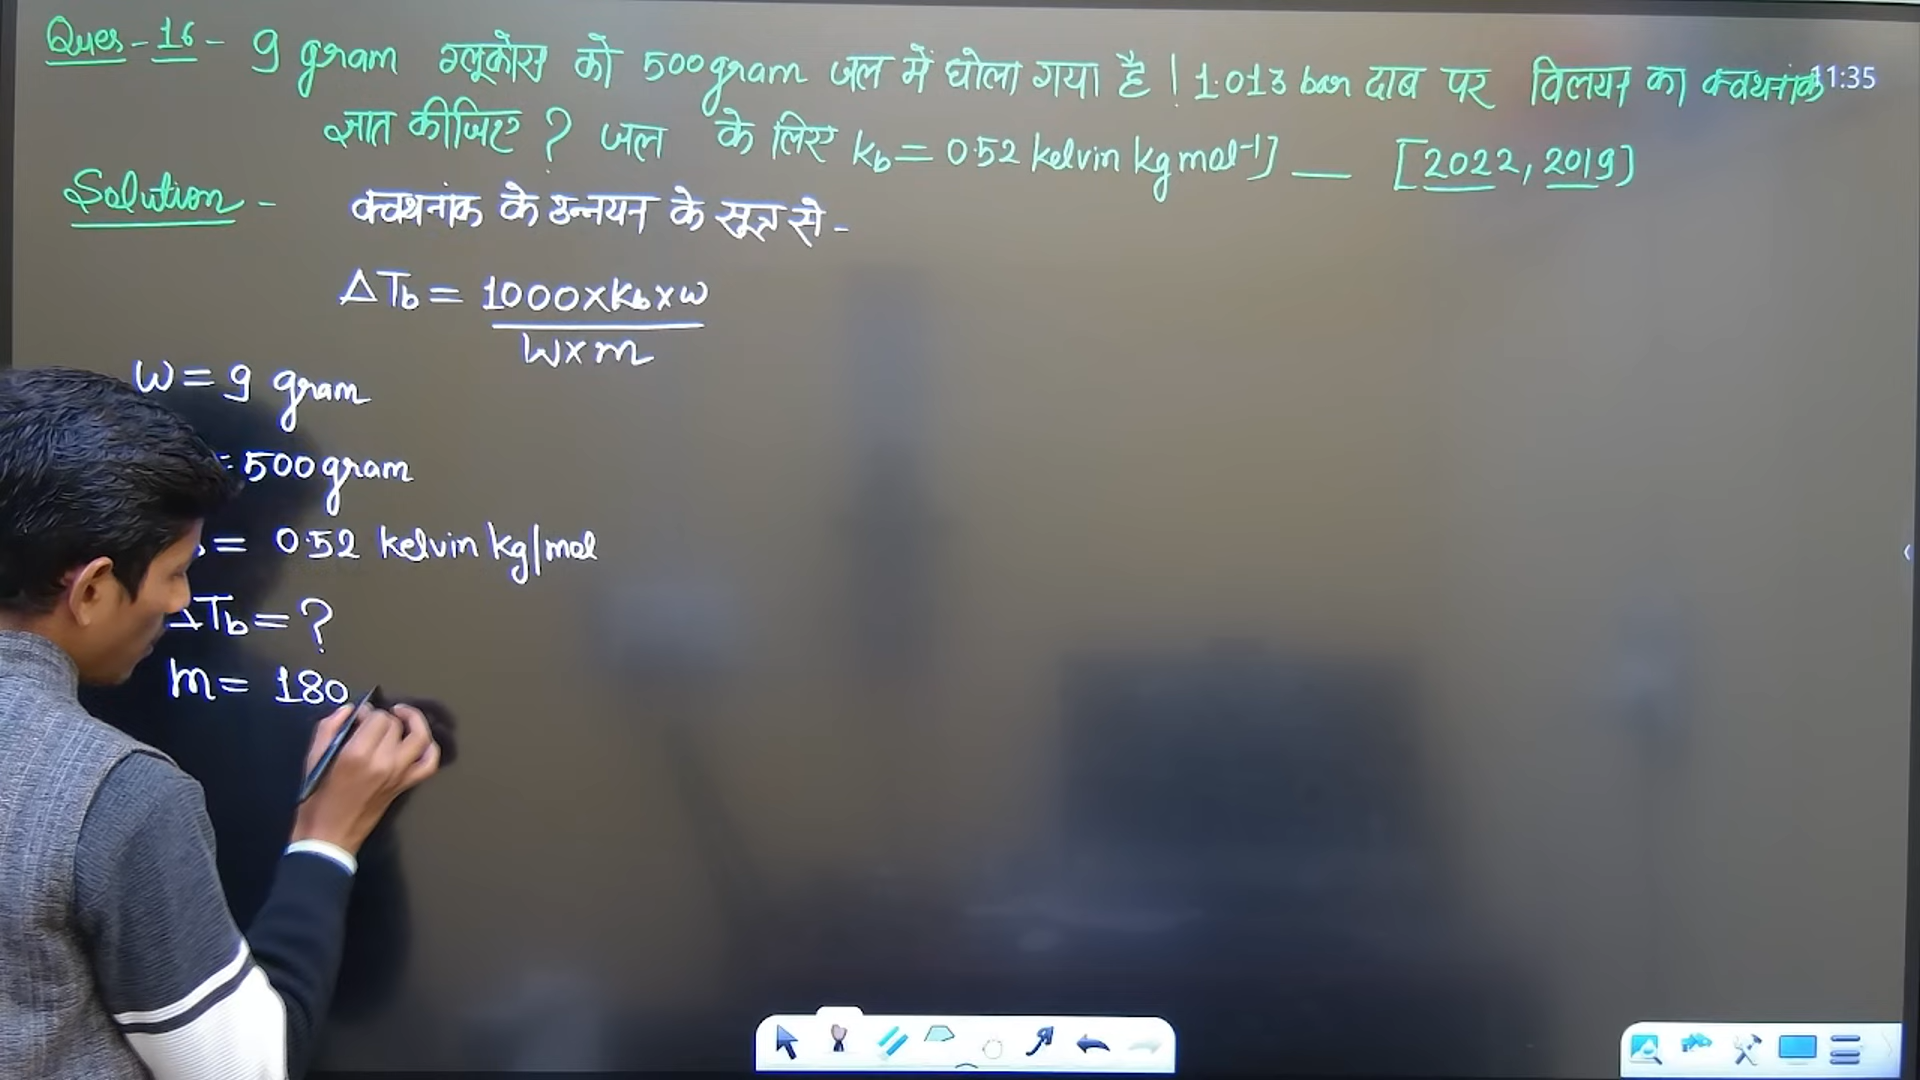 Ques - 16 - 9 gram ग्लूकोस को 500 gram जल में घोला गया है ! 1.013 bar दाब पर विलयन का क्वथनांक
11:35
ज्ञात कीजिए ? जल के लिए Kb = 0.52 kelvin kg mol⁻¹] — [2022, 2019]
Solution - क्वथनांक के उन्नयन के सूत्र से -
ΔTb = 1000×Kb×w
W×m
w = 9 gram
= 500 gram
= 0.52 kelvin kg/mol
ΔTb = ?
m = 180